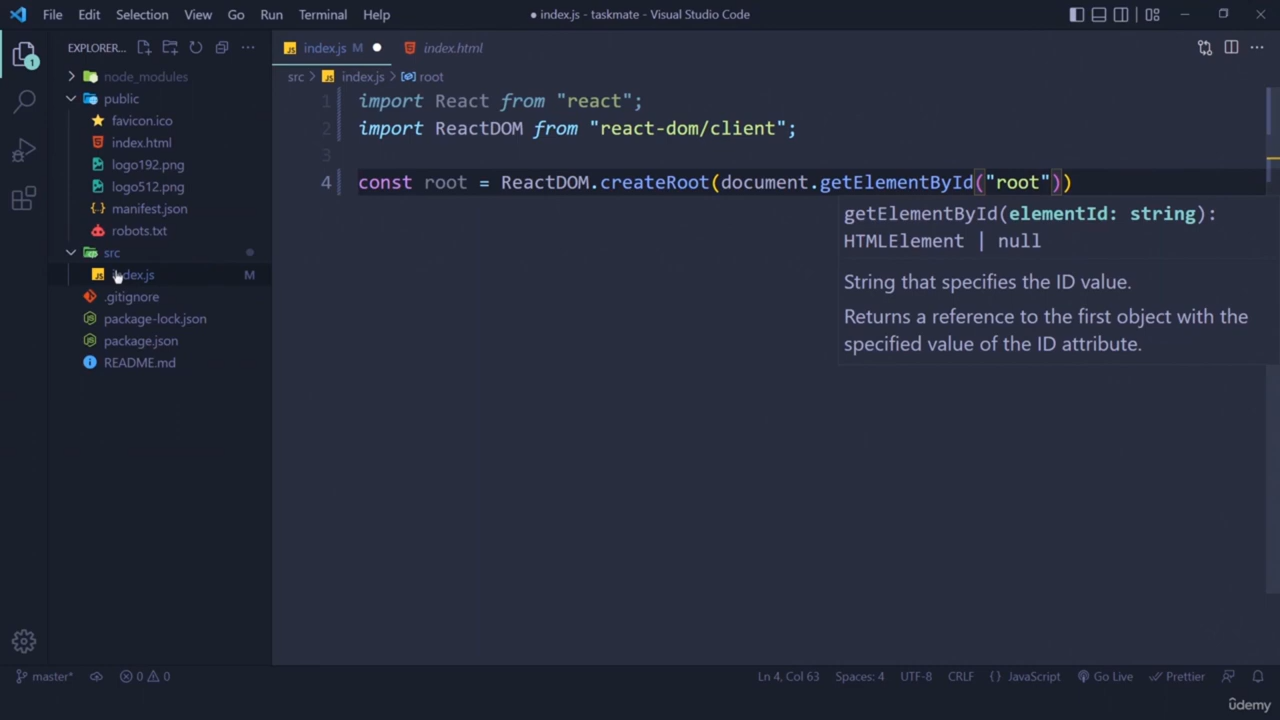 File Edit Selection View Go Run Terminal Help
● index.js - taskmate - Visual Studio Code
1
EXPLORER...
node_modules
public
favicon.ico
index.html
logo192.png
logo512.png
manifest.json
robots.txt
src
index.js M
.gitignore
package-lock.json
package.json
README.md
index.js M
index.html
src > index.js > root
1 import React from "react";
2 import ReactDOM from "react-dom/client";
3
4 const root = ReactDOM.createRoot(document.getElementById("root"))
getElementById(elementId: string):
HTMLElement | null
String that specifies the ID value.
Returns a reference to the first object with the
specified value of the ID attribute.
master* 0 0 Ln 4, Col 63 Spaces: 4 UTF-8 CRLF {} JavaScript Go Live Prettier
ûdemy